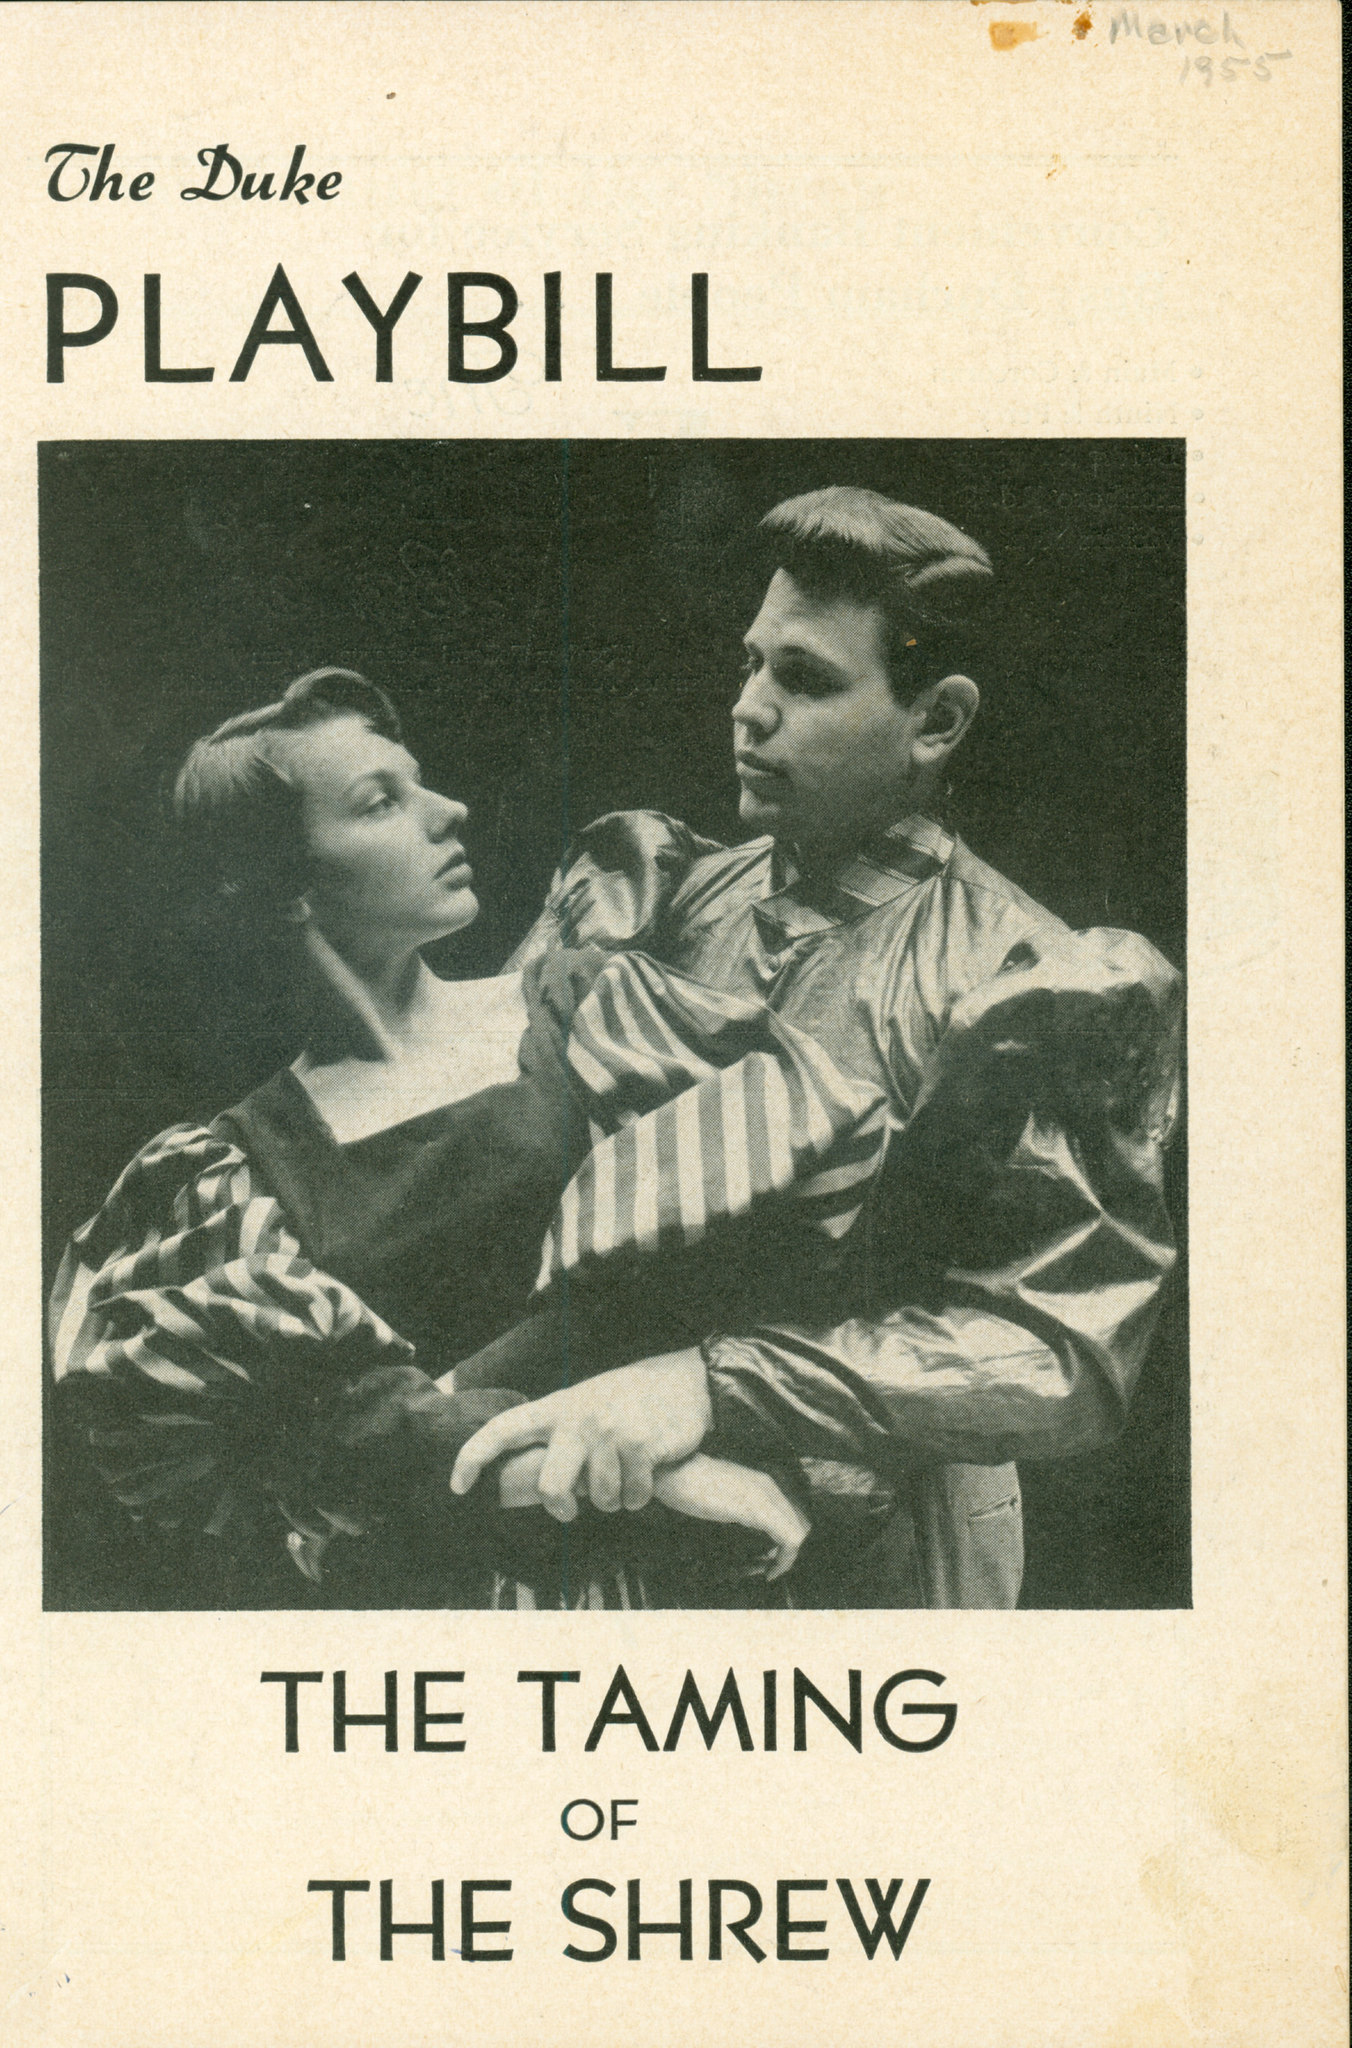 March
1955
The Duke
PLAYBILL
THE TAMING
OF
THE SHREW